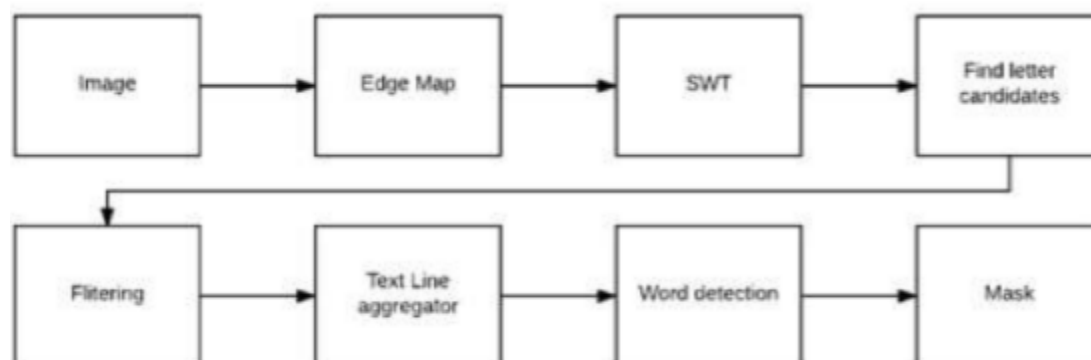 Image
Edge Map
SWT
Find letter
candidates
Flitering
Text Line
aggregator
Word detection
Mask